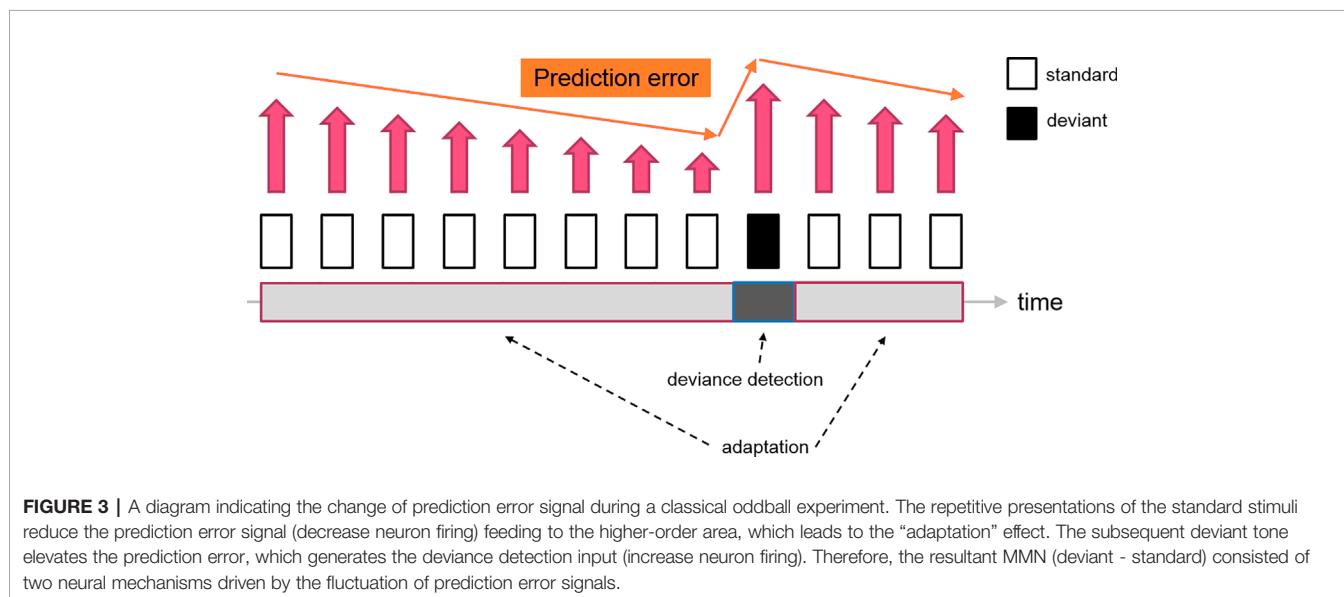 Prediction error
standard
deviant
time
deviance detection
adaptation
FIGURE 3 | A diagram indicating the change of prediction error signal during a classical oddball experiment. The repetitive presentations of the standard stimuli
reduce the prediction error signal (decrease neuron firing) feeding to the higher-order area, which leads to the “adaptation” effect. The subsequent deviant tone
elevates the prediction error, which generates the deviance detection input (increase neuron firing). Therefore, the resultant MMN (deviant - standard) consisted of
two neural mechanisms driven by the fluctuation of prediction error signals.